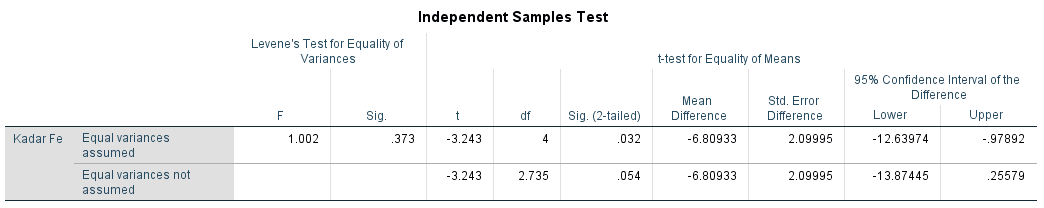 Independent Samples Test
Levene's Test for Equality of
Variances
t-test for Equality of Means
95% Confidence Interval of the
Difference
F Sig. t df Sig. (2-tailed) Mean
Difference Std. Error
Difference Lower Upper
Kadar Fe Equal variances
assumed 1.002 .373 -3.243 4 .032 -6.80933 2.09995 -12.63974 -.97892
Equal variances not
assumed -3.243 2.735 .054 -6.80933 2.09995 -13.87445 .25579